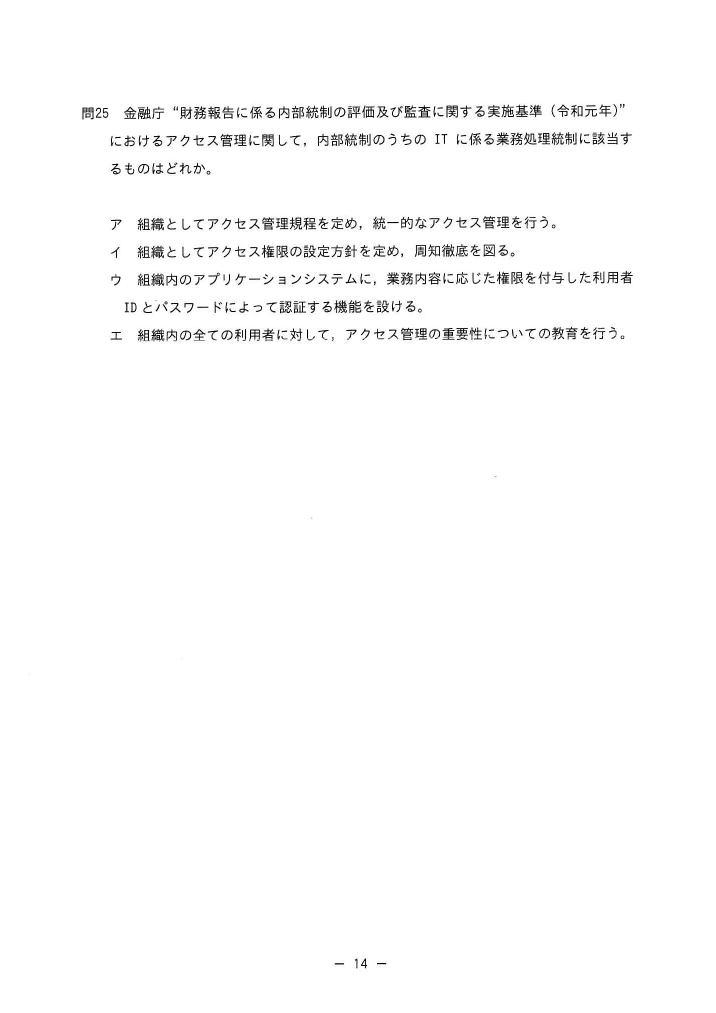 問25 金融庁“財務報告に係る内部統制の評価及び監査に関する実施基準（令和元年）”
におけるアクセス管理に関して，内部統制のうちの IT に係る業務処理統制に該当す
るものはどれか。
ア 組織としてアクセス管理規程を定め，統一的なアクセス管理を行う。
イ 組織としてアクセス権限の設定方針を定め，周知徹底を図る。
ウ 組織内のアプリケーションシステムに，業務内容に応じた権限を付与した利用者
ID とパスワードによって認証する機能を設ける。
エ 組織内の全ての利用者に対して，アクセス管理の重要性についての教育を行う。
－ 14 －